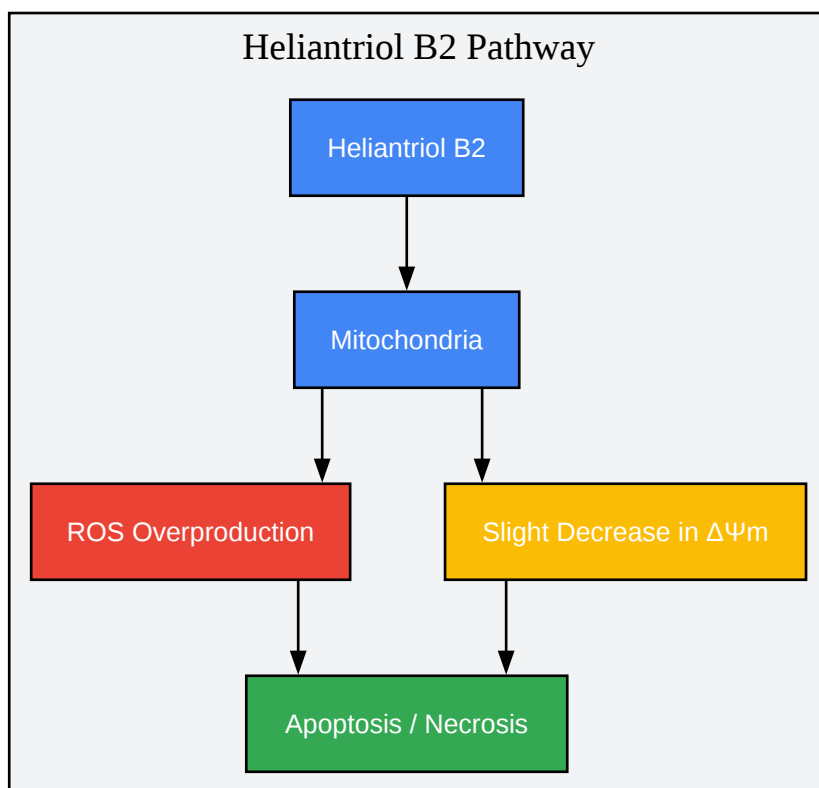 Heliantriol B2 Pathway
Heliantriol B2
Mitochondria
ROS Overproduction
Slight Decrease in ΔΨm
Apoptosis / Necrosis